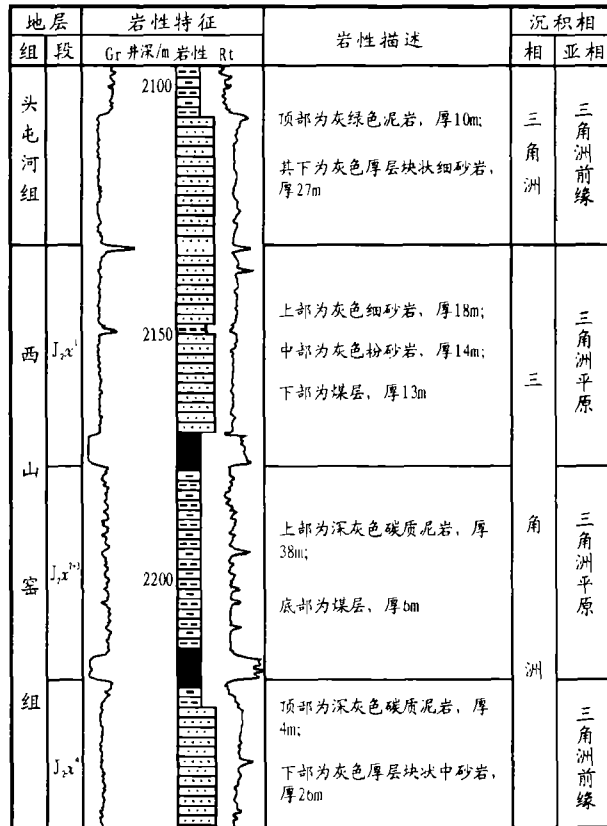 地层 岩性特征 岩性描述 沉积相
组 段 Gr 井深/m 岩性 Rt 相 亚相
头屯河组
2100
顶部为灰绿色泥岩，厚10m;
其下为灰色厚层块状细砂岩，
厚27m
三角洲
三角洲前缘
西山窑组
J₂x¹
2150
上部为灰色细砂岩，厚18m;
中部为灰色粉砂岩，厚14m;
下部为煤层，厚13m
三角洲
三角洲平原
J₂x²⁺³
2200
上部为深灰色碳质泥岩，厚
38m;
底部为煤层，厚6m
三角洲平原
J₂x⁴
顶部为深灰色碳质泥岩，厚
4m;
下部为灰色厚层块状中砂岩，
厚26m
三角洲前缘